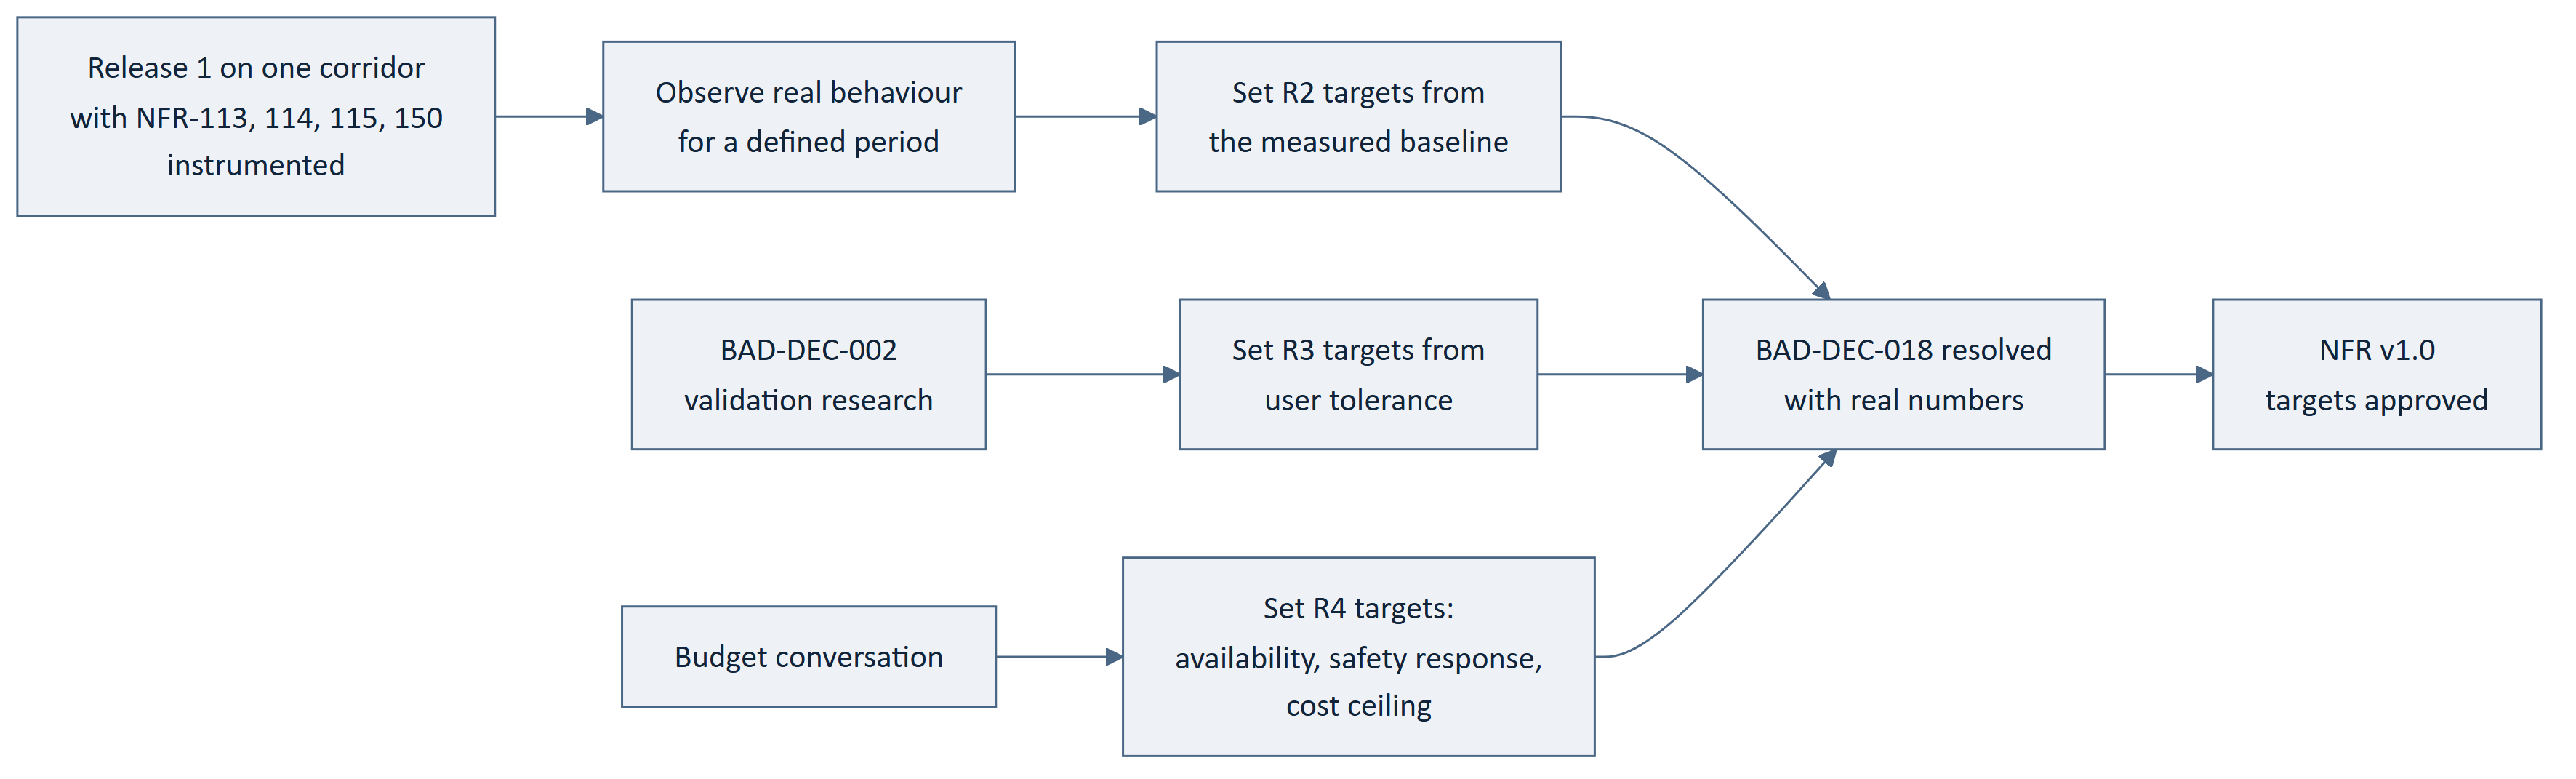 Release 1 on one corridor
with NFR-113, 114, 115, 150
instrumented
Observe real behaviour
for a defined period
Set R2 targets from
the measured baseline
BAD-DEC-002
validation research
Set R3 targets from
user tolerance
BAD-DEC-018 resolved
with real numbers
NFR v1.0
targets approved
Budget conversation
Set R4 targets:
availability, safety response,
cost ceiling